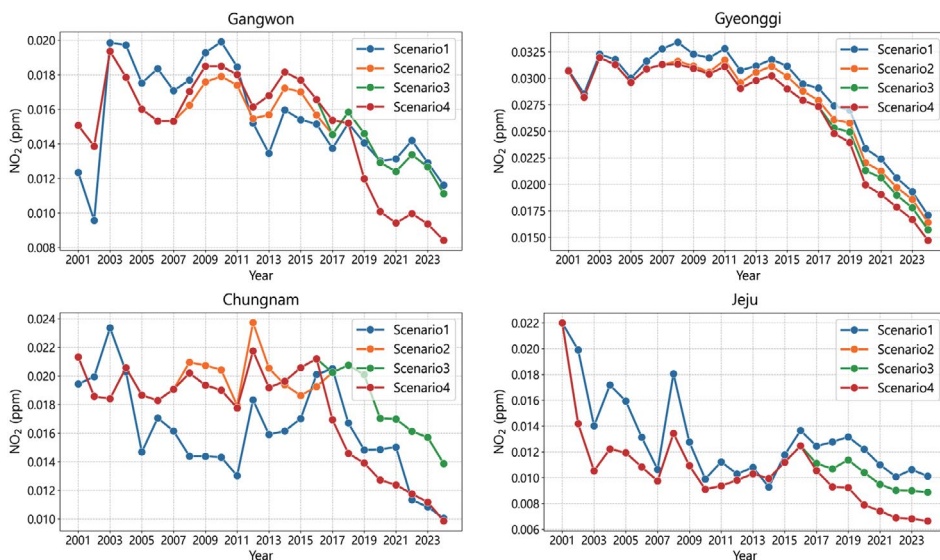 Gangwon
NO₂ (ppm)
0.020
0.018
0.016
0.014
0.012
0.010
0.008
2001 2003 2005 2007 2009 2011 2013 2015 2017 2019 2021 2023
Year
Scenario1
Scenario2
Scenario3
Scenario4
Gyeonggi
NO₂ (ppm)
0.0325
0.0300
0.0275
0.0250
0.0225
0.0200
0.0175
0.0150
2001 2003 2005 2007 2009 2011 2013 2015 2017 2019 2021 2023
Year
Scenario1
Scenario2
Scenario3
Scenario4
Chungnam
NO₂ (ppm)
0.024
0.022
0.020
0.018
0.016
0.014
0.012
0.010
2001 2003 2005 2007 2009 2011 2013 2015 2017 2019 2021 2023
Year
Scenario1
Scenario2
Scenario3
Scenario4
Jeju
NO₂ (ppm)
0.022
0.020
0.018
0.016
0.014
0.012
0.010
0.008
0.006
2001 2003 2005 2007 2009 2011 2013 2015 2017 2019 2021 2023
Year
Scenario1
Scenario2
Scenario3
Scenario4